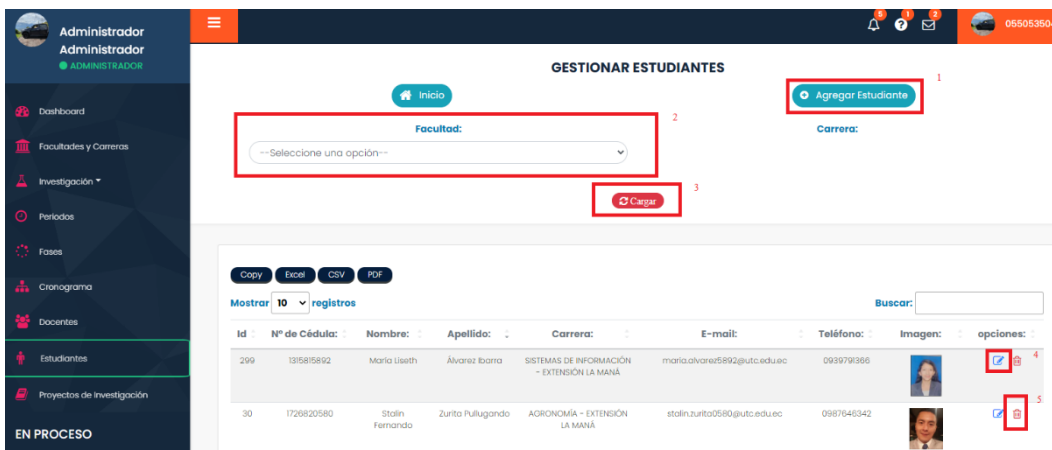 Administrador
Administrador
ADMINISTRADOR
Dashboard
Facultades y Carreras
Investigación
Periodos
Fases
Cronograma
Docentes
Estudiantes
Proyectos de Investigación
EN PROCESO
5
1
2
05505350
GESTIONAR ESTUDIANTES
Inicio
Agregar Estudiante
1
Facultad:
2
Carrera:
--Seleccione una opción--
Cargar
3
Copy Excel CSV PDF
Mostrar 10 registros
Buscar:
Id Nº de Cédula: Nombre: Apellido: Carrera: E-mail: Teléfono: Imagen: opciones:
299 1315815892 María Liseth Álvarez Ibarra SISTEMAS DE INFORMACIÓN maria.alvarez5892@utc.edu.ec 0939791366 4
- EXTENSIÓN LA MANÁ
5
30 1726820580 Stalin Zurita Pullugando AGRONOMÍA - EXTENSIÓN stalin.zurita0580@utc.edu.ec 0987646342
Fernando LA MANÁ